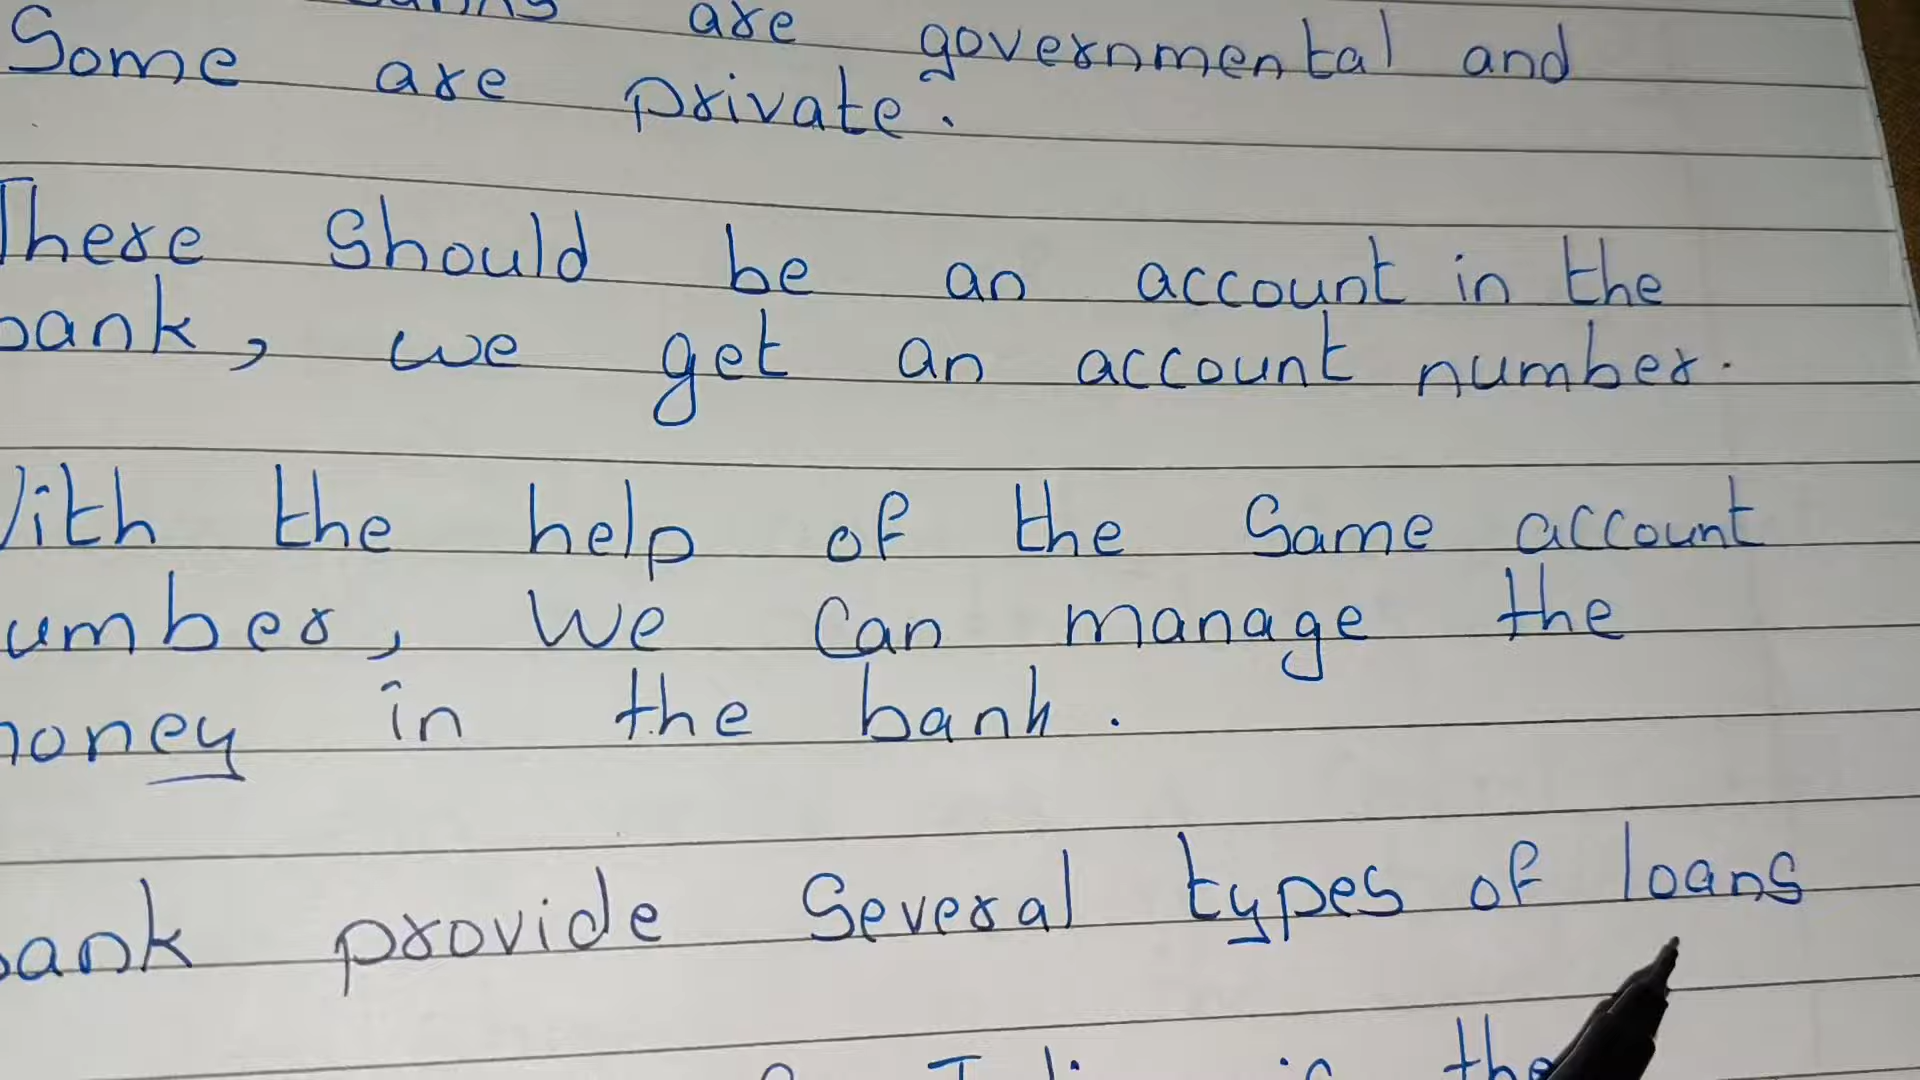 are governmental and
Some are private.
There should be an account in the
bank, we get an account number.
With the help of the Same account
number, We Can manage the
money in the bank.
bank provide Several types of loans
in the